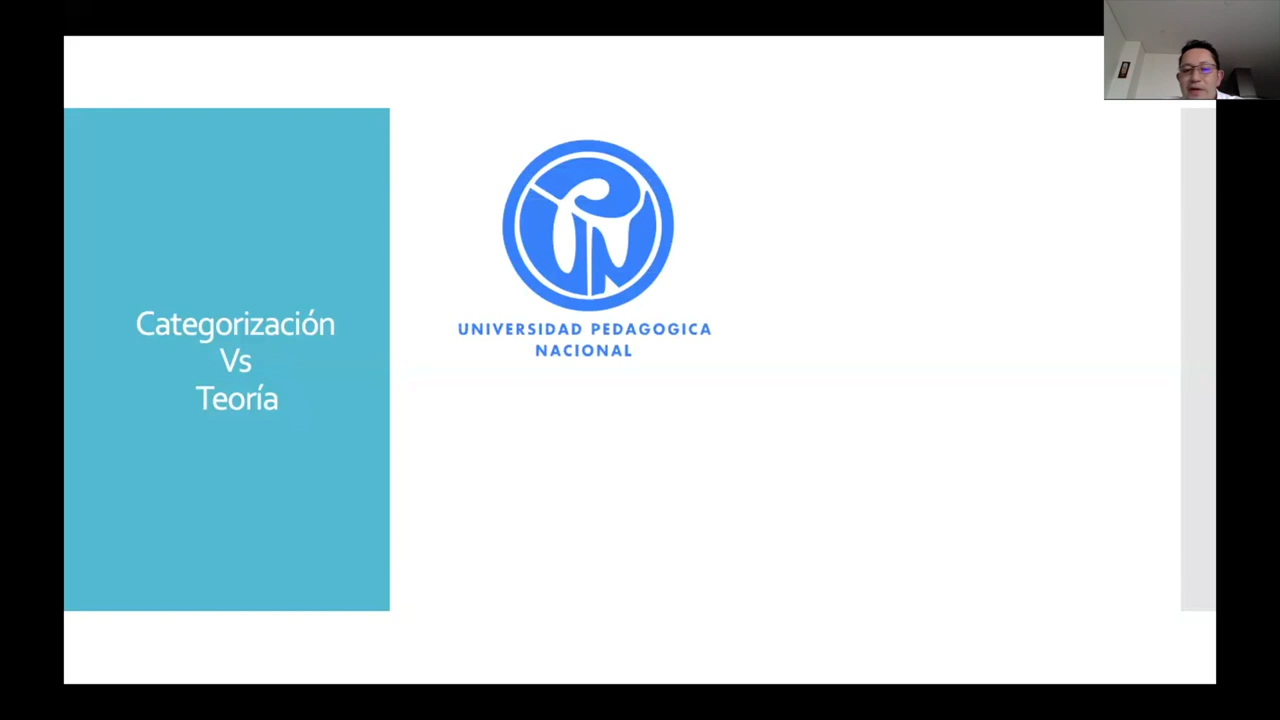 Categorización
Vs
Teoría
UNIVERSIDAD PEDAGOGICA
NACIONAL